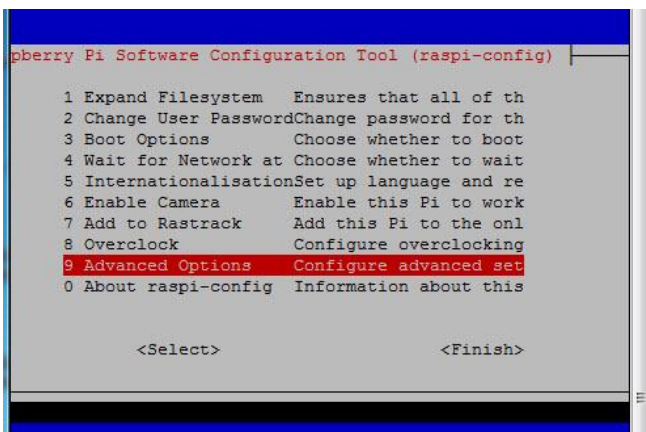 pberry Pi Software Configuration Tool (raspi-config)
1 Expand Filesystem Ensures that all of th
2 Change User PasswordChange password for th
3 Boot Options Choose whether to boot
4 Wait for Network at Choose whether to wait
5 InternationalisationSet up language and re
6 Enable Camera Enable this Pi to work
7 Add to Rastrack Add this Pi to the onl
8 Overclock Configure overclocking
9 Advanced Options Configure advanced set
0 About raspi-config Information about this
<Select> <Finish>